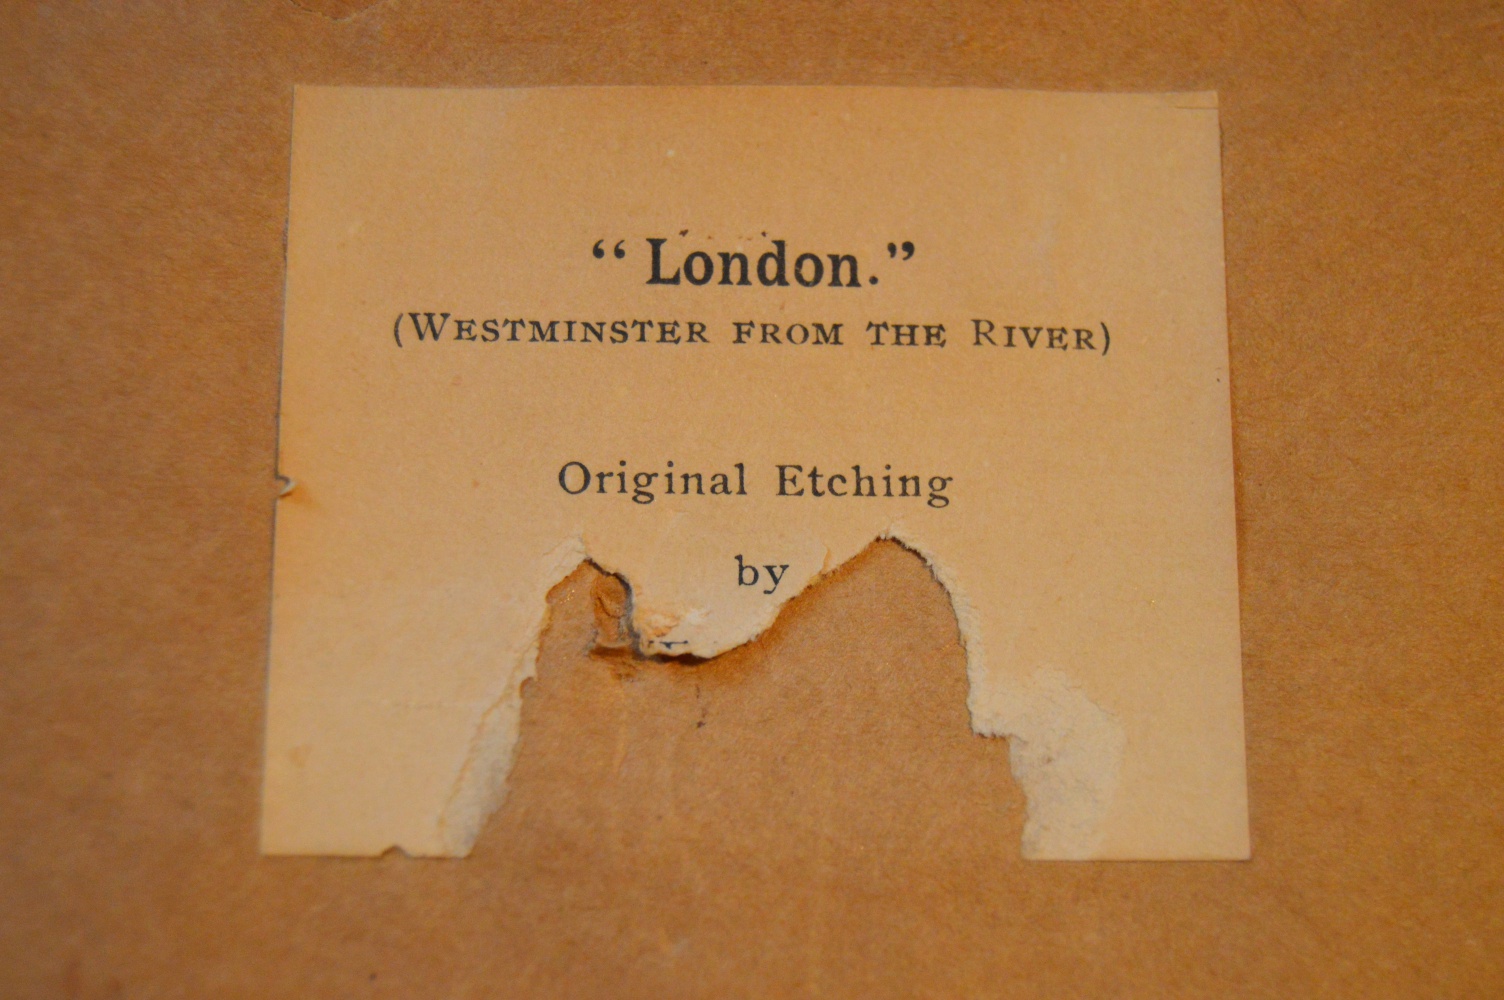 “ London.”
(Westminster from the River)
Original Etching
by